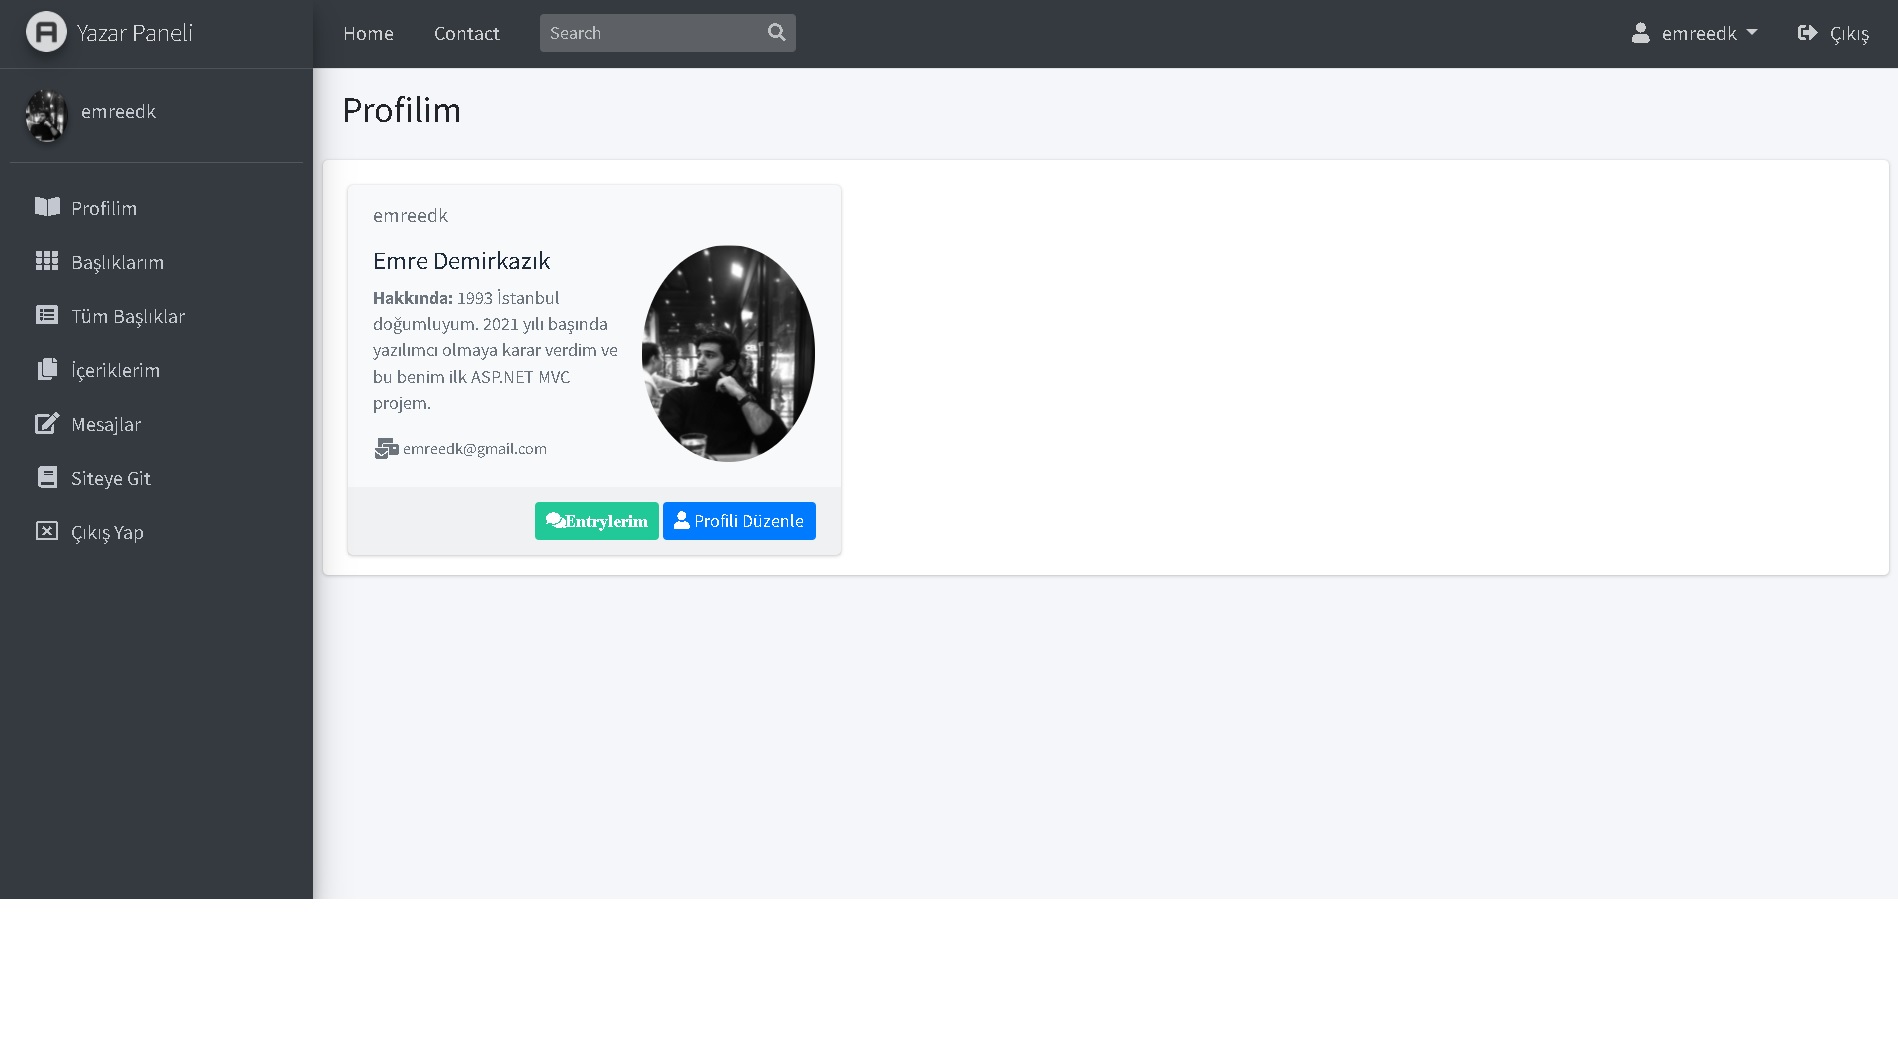 Yazar Paneli
Home
Contact
Search
emreedk
Çıkış
emreedk
Profilim
Başlıklarım
Tüm Başlıklar
İçeriklerim
Mesajlar
Siteye Git
Çıkış Yap
Profilim
emreedk
Emre Demirkazık
Hakkında: 1993 İstanbul
doğumluyum. 2021 yılı başında
yazılımcı olmaya karar verdim ve
bu benim ilk ASP.NET MVC
projem.
emreedk@gmail.com
Entrylerim
Profili Düzenle